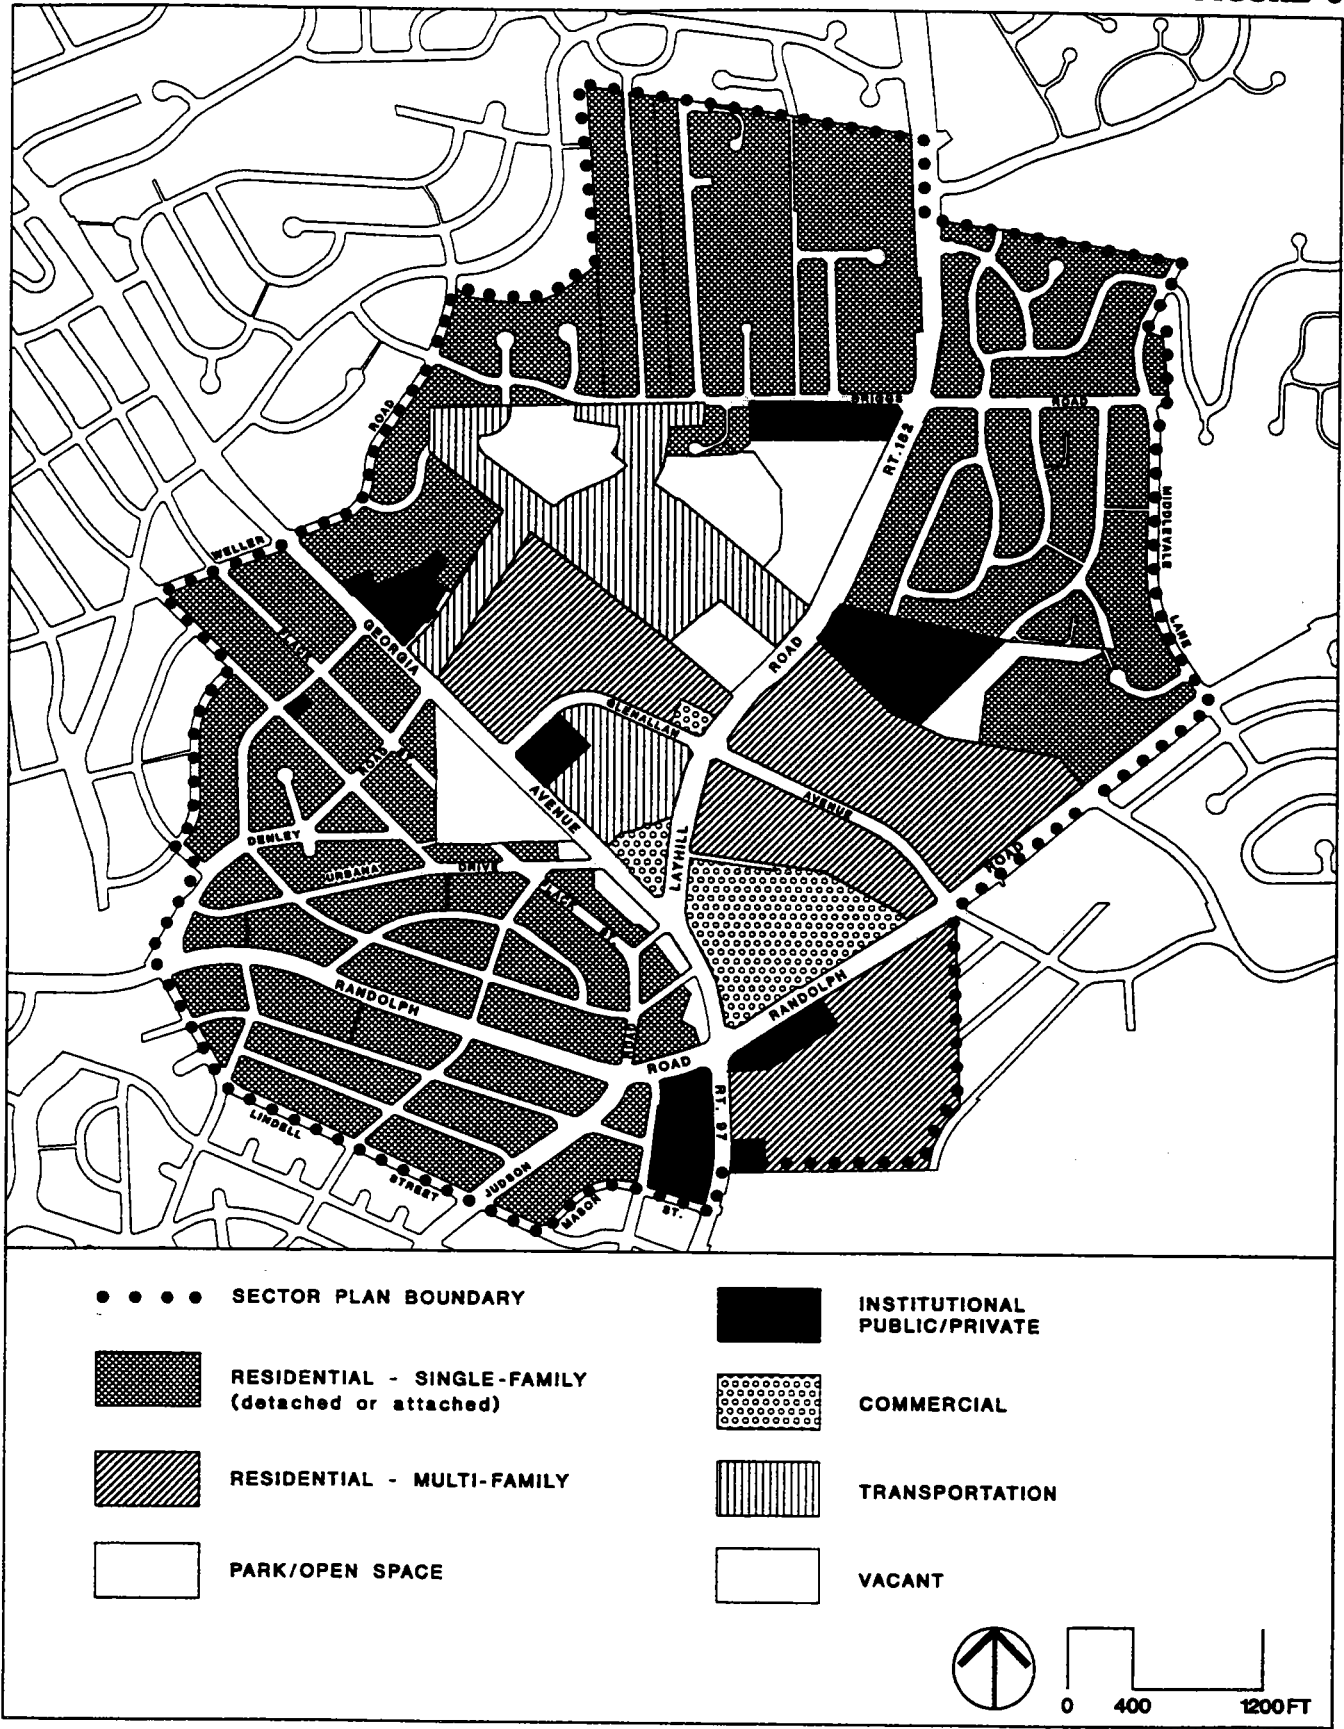 BRIGGS
ROAD
ROAD
RT. 182
MIDDLEVALE
WELLER
LANE
GEORGIA
ROAD
GLENALLAN
ROAD
AVENUE
AVENUE
DENLEY
LAYHILL
ROAD
URBANA
DRIVE
RANDOLPH
RANDOLPH
ROAD
ROAD
RT. 97
LINDELL
STREET
JUDSON
MASON
ST.
SECTOR PLAN BOUNDARY
RESIDENTIAL - SINGLE-FAMILY
(detached or attached)
RESIDENTIAL - MULTI-FAMILY
PARK/OPEN SPACE
INSTITUTIONAL
PUBLIC/PRIVATE
COMMERCIAL
TRANSPORTATION
VACANT
0 400 1200 FT